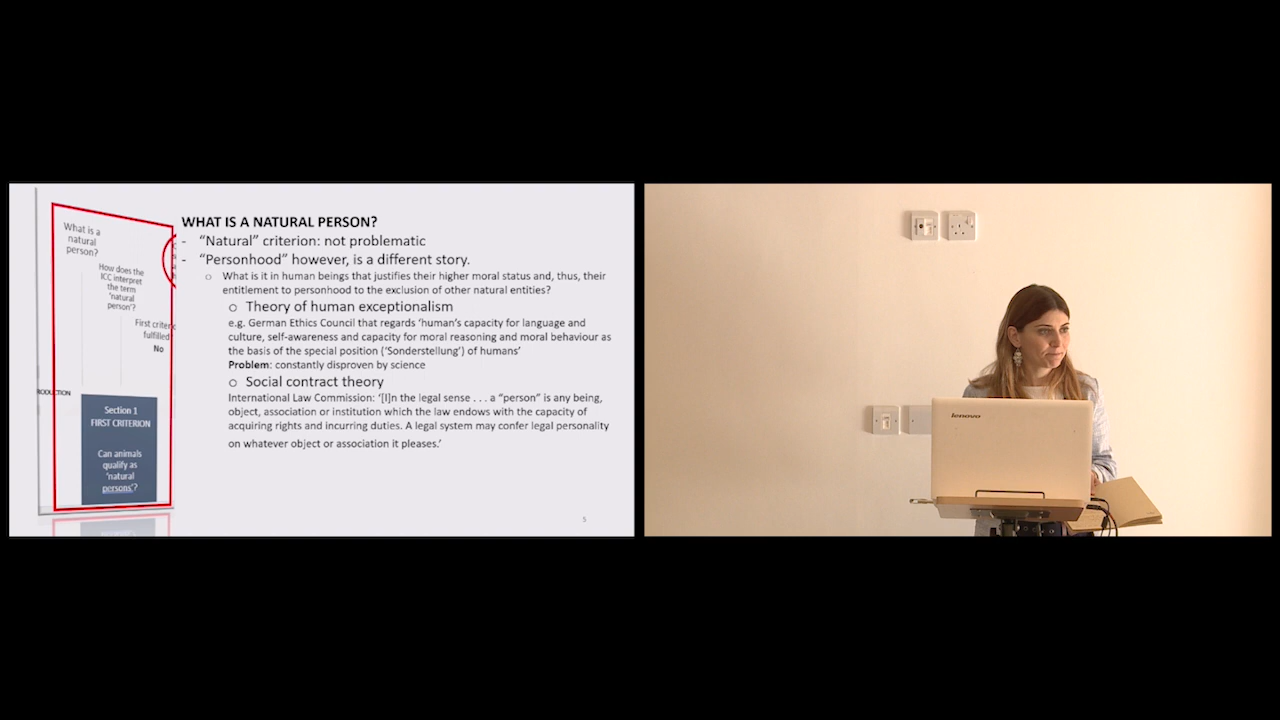 What is a
natural
person?
How does the
ICC interpret
the term
'natural
person'?
First criter
fulfilled
No
Section 1
FIRST CRITERION
Can animals
qualify as
'natural
persons'?
WHAT IS A NATURAL PERSON?
- “Natural” criterion: not problematic
- “Personhood” however, is a different story.
o What is it in human beings that justifies their higher moral status and, thus, their
entitlement to personhood to the exclusion of other natural entities?
o Theory of human exceptionalism
e.g. German Ethics Council that regards ‘human’s capacity for language and
culture, self-awareness and capacity for moral reasoning and moral behaviour as
the basis of the special position (‘Sonderstellung’) of humans’
Problem: constantly disproven by science
o Social contract theory
International Law Commission: ‘[I]n the legal sense . . . a “person” is any being,
object, association or institution which the law endows with the capacity of
acquiring rights and incurring duties. A legal system may confer legal personality
on whatever object or association it pleases.’
5
lenovo